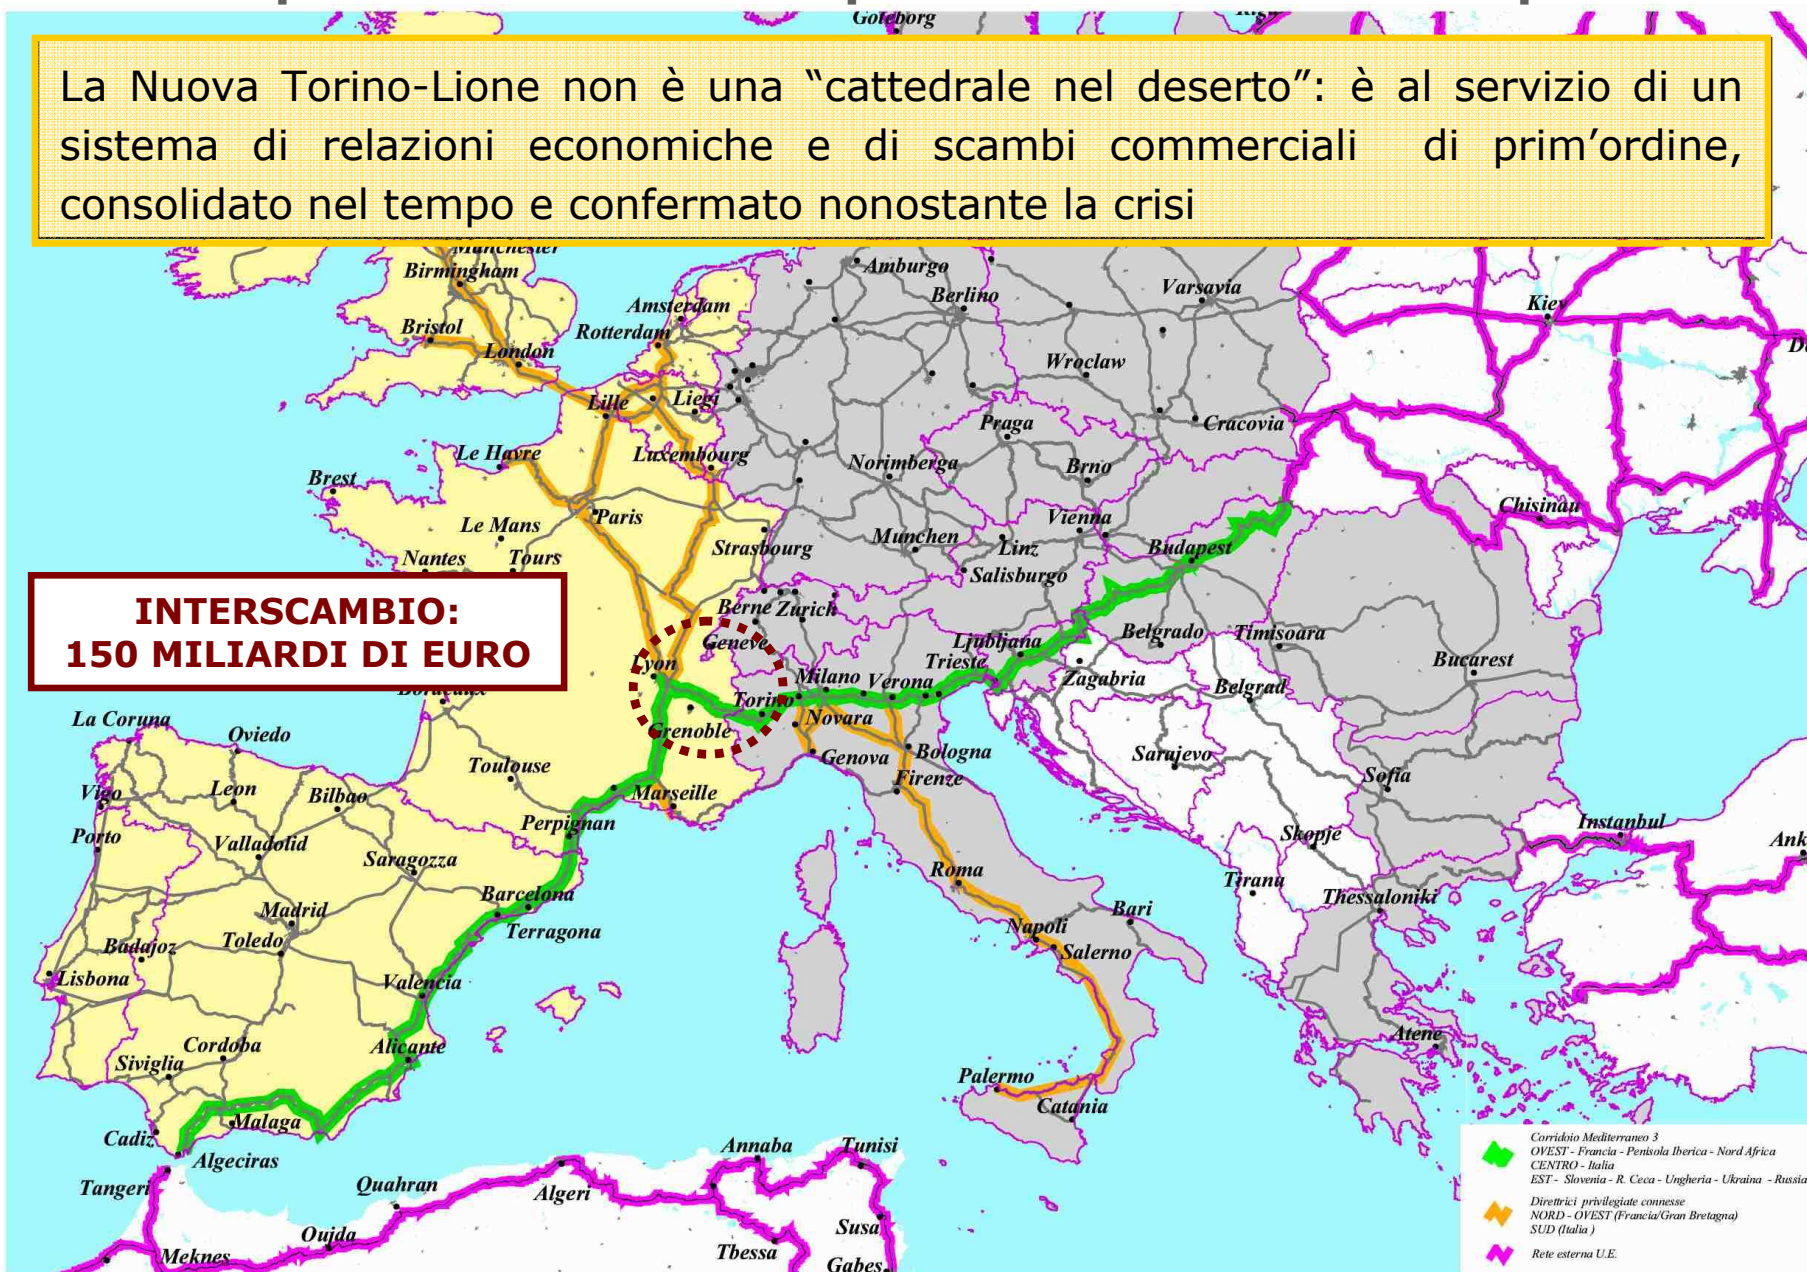 Goteborg
La Nuova Torino-Lione non è una “cattedrale nel deserto”: è al servizio di un
sistema di relazioni economiche e di scambi commerciali di prim’ordine,
consolidato nel tempo e confermato nonostante la crisi
Manchester
Birmingham
Amburgo
Berlino
Varsavia
Kiev
Amsterdam
Bristol
Rotterdam
London
Wroclaw
Lille
Liegi
Praga
Cracovia
Le Havre
Luxembourg
Norimberga
Brno
Brest
Chisinau
Le Mans
Paris
Vienna
Nantes
Tours
Strasbourg
Munchen
Linz
Budapest
Salisburgo
INTERSCAMBIO:
150 MILIARDI DI EURO
Berne
Zurich
Geneve
Ljubljana
Belgrado
Timisoara
Lyon
Milano
Verona
Trieste
Zagabria
Belgrad
Bucarest
Bordeaux
Torino
Novara
La Coruna
Oviedo
Grenoble
Genova
Bologna
Sarajevo
Toulouse
Firenze
Sofia
Vigo
Leon
Bilbao
Marseille
Porto
Valladolid
Perpignan
Skopje
Instanbul
Ank
Saragozza
Roma
Tirana
Thessaloniki
Barcelona
Madrid
Terragona
Bari
Badajoz
Toledo
Napoli
Salerno
Lisbona
Valencia
Cordoba
Alicante
Atene
Siviglia
Palermo
Catania
Malaga
Cadiz
Algeciras
Annaba
Tunisi
Tangeri
Quahran
Algeri
Oujda
Susa
Meknes
Tbessa
Gabes
Corridoio Mediterraneo 3
OVEST - Francia - Penisola Iberica - Nord Africa
CENTRO - Italia
EST - Slovenia - R. Ceca - Ungheria - Ukraina - Russia
Direttrici privilegiate connesse
NORD - OVEST (Francia/Gran Bretagna)
SUD (Italia )
Rete esterna U.E.